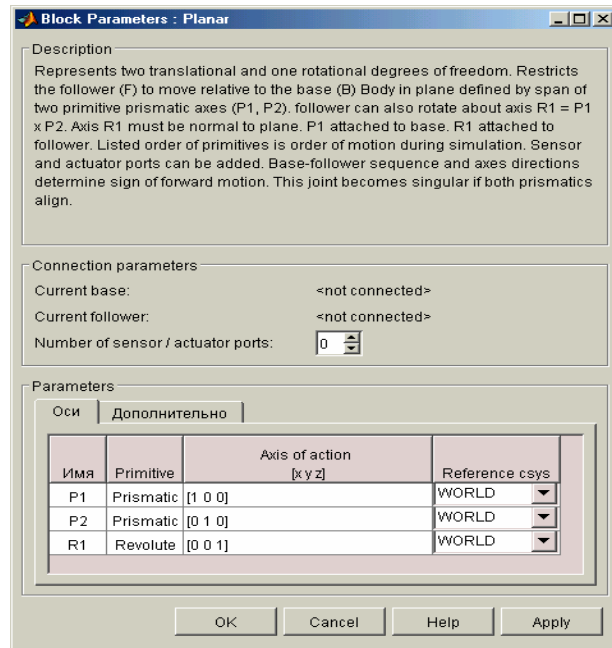 Block Parameters : Planar
Description
Represents two translational and one rotational degrees of freedom. Restricts
the follower (F) to move relative to the base (B) Body in plane defined by span of
two primitive prismatic axes (P1, P2). follower can also rotate about axis R1 = P1
x P2. Axis R1 must be normal to plane. P1 attached to base. R1 attached to
follower. Listed order of primitives is order of motion during simulation. Sensor
and actuator ports can be added. Base-follower sequence and axes directions
determine sign of forward motion. This joint becomes singular if both prismatics
align.
Connection parameters
Current base: <not connected>
Current follower: <not connected>
Number of sensor / actuator ports: 0
Parameters
Оси Дополнительно
Axis of action
Имя Primitive [x y z] Reference csys
P1 Prismatic [1 0 0] WORLD
P2 Prismatic [0 1 0] WORLD
R1 Revolute [0 0 1] WORLD
OK Cancel Help Apply